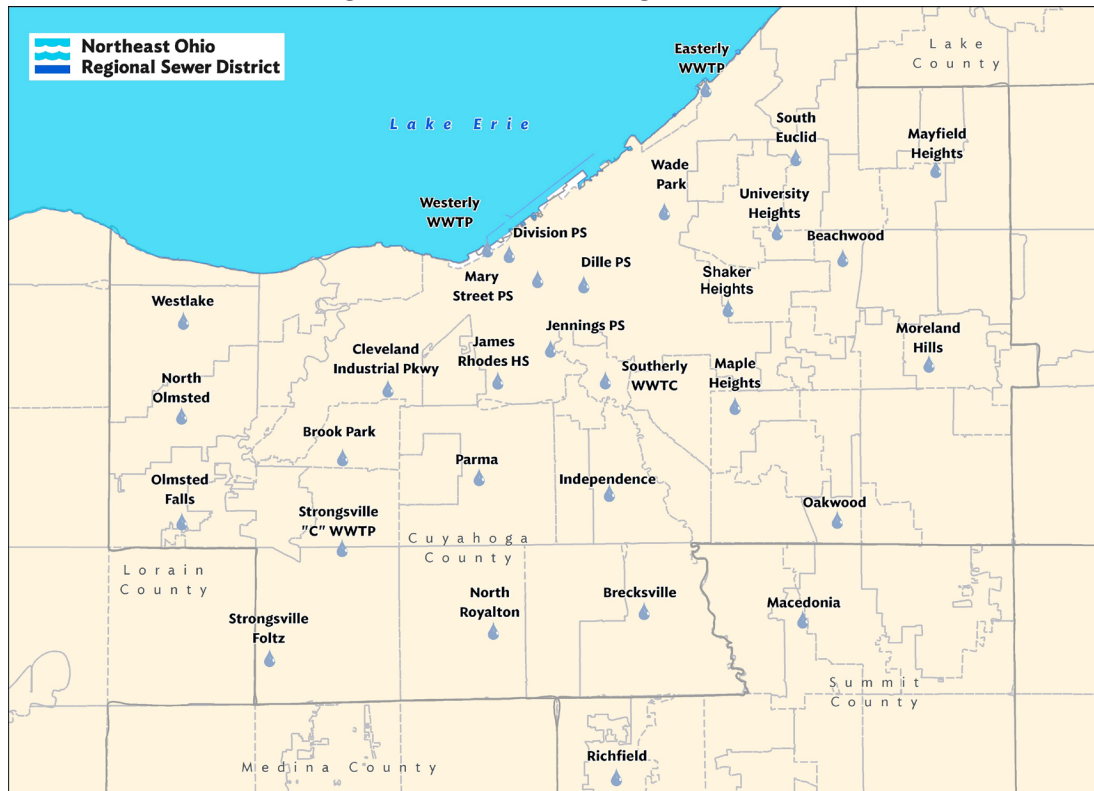 Northeast Ohio
Regional Sewer District
Lake
County
Easterly
WWTP
Lake Erie
South
Euclid
Mayfield
Heights
Wade
Park
Westerly
WWTP
University
Heights
Division PS
Beachwood
Dille PS
Shaker
Heights
Mary
Street PS
Westlake
Jennings PS
Moreland
Hills
James
Rhodes HS
Cleveland
Industrial Pkwy
Southerly
WWTC
Maple
Heights
North
Olmsted
Brook Park
Parma
Olmsted
Falls
Independence
Oakwood
Strongsville
"C" WWTP
Cuyahoga
County
Lorain
County
North
Royalton
Brecksville
Macedonia
Strongsville
Foltz
Summit
County
Richfield
Medina County